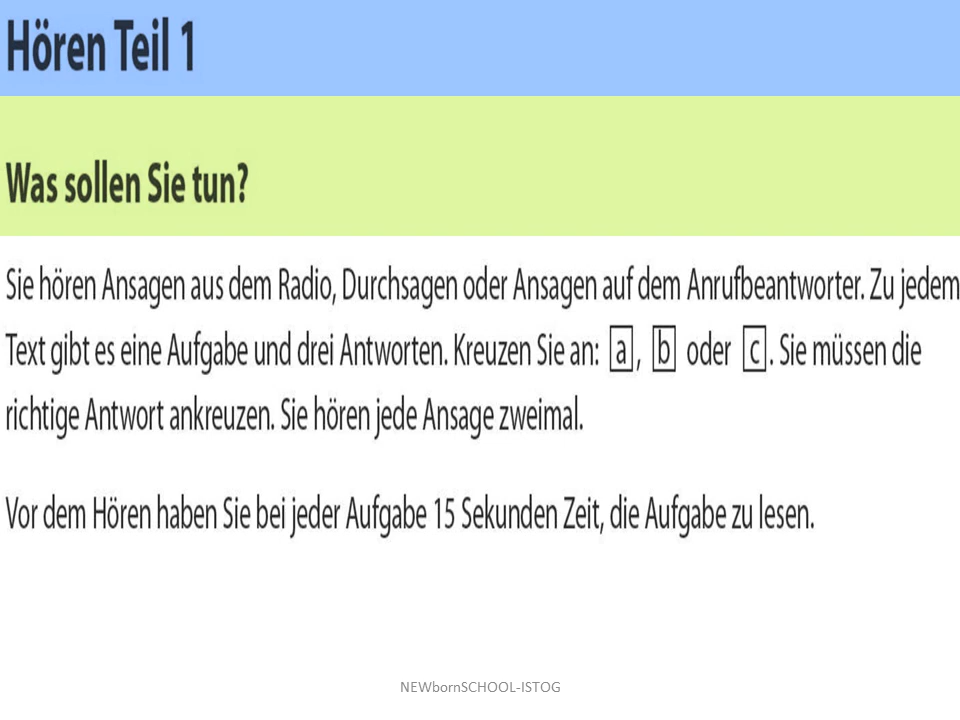 Hören Teil 1
Was sollen Sie tun?
Sie hören Ansagen aus dem Radio, Durchsagen oder Ansagen auf dem Anrufbeantworter. Zu jedem
Text gibt es eine Aufgabe und drei Antworten. Kreuzen Sie an: a, b oder c. Sie müssen die
richtige Antwort ankreuzen. Sie hören jede Ansage zweimal.
Vor dem Hören haben Sie bei jeder Aufgabe 15 Sekunden Zeit, die Aufgabe zu lesen.
NEWbornSCHOOL-ISTOG